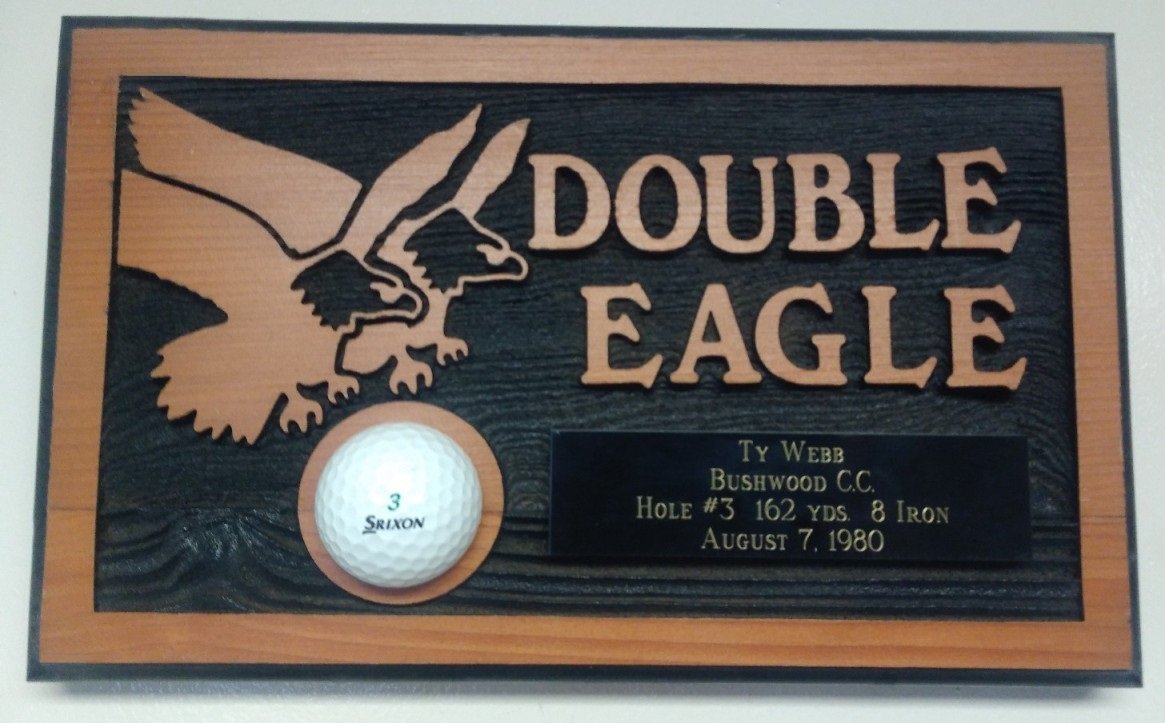 DOUBLE
EAGLE
Ty Webb
Bushwood C.C.
Hole #3 162 yds. 8 Iron
August 7, 1980
3
SRIXON